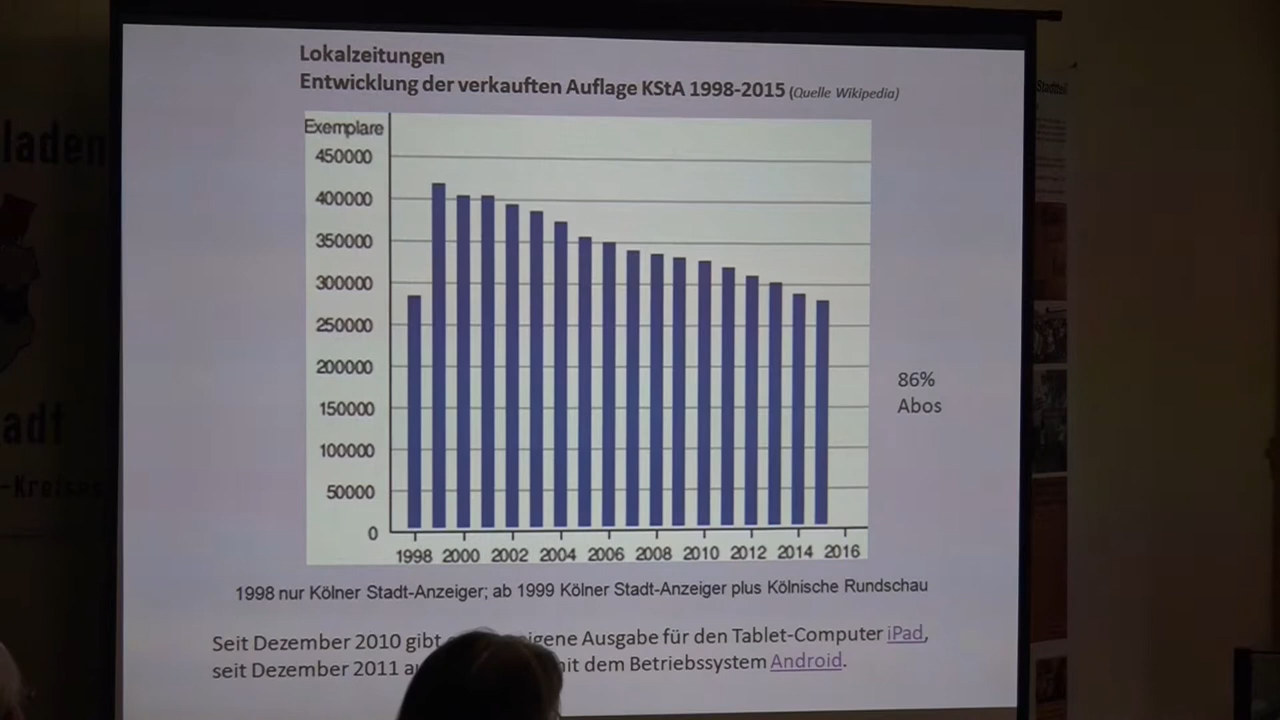 Lokalzeitungen
Entwicklung der verkauften Auflage KStA 1998-2015 (Quelle Wikipedia)
Exemplare
450000
400000
350000
300000
250000
200000
150000
100000
50000
0
1998 2000 2002 2004 2006 2008 2010 2012 2014 2016
86%
Abos
1998 nur Kölner Stadt-Anzeiger; ab 1999 Kölner Stadt-Anzeiger plus Kölnische Rundschau
Seit Dezember 2010 gibt eigene Ausgabe für den Tablet-Computer iPad,
seit Dezember 2011 dem Betriebssystem Android.
laden
adt
-Kreises
Stadtteil